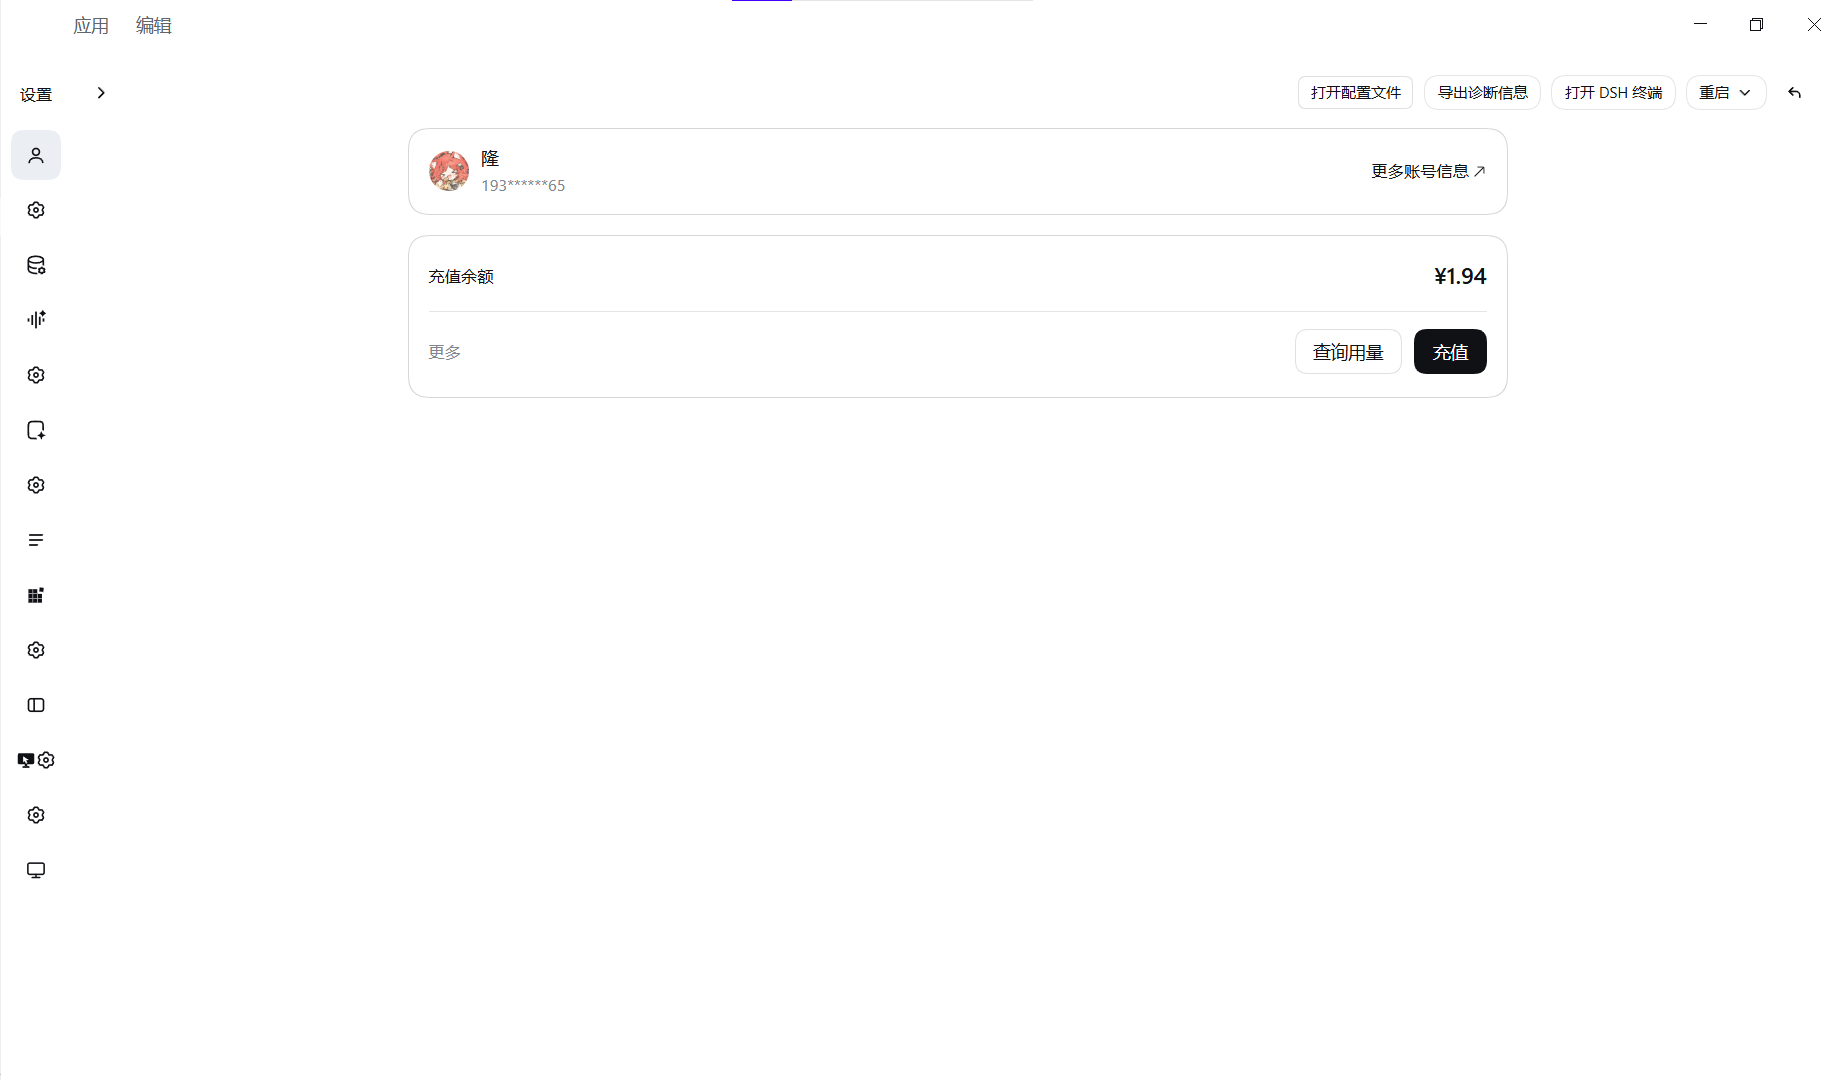 应用 编辑
设置
打开配置文件 导出诊断信息 打开 DSH 终端 重启
隆
193******65
更多账号信息
充值余额 ¥1.94
更多 查询用量 充值